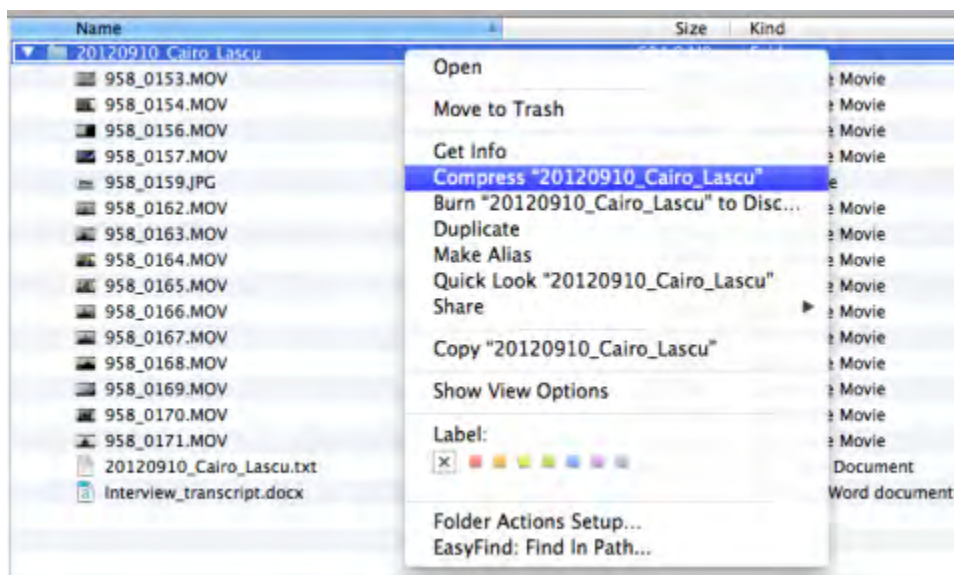 Name Size Kind
20120910_Cairo_Lascu
Open
958_0153.MOV Movie
Move to Trash
958_0154.MOV Movie
958_0156.MOV Movie
Get Info
958_0157.MOV Movie
Compress "20120910_Cairo_Lascu"
958_0159.JPG
Burn "20120910_Cairo_Lascu" to Disc...
958_0162.MOV Movie
Duplicate
958_0163.MOV Movie
Make Alias
958_0164.MOV Movie
Quick Look "20120910_Cairo_Lascu"
958_0165.MOV Movie
Share
958_0166.MOV Movie
958_0167.MOV Movie
Copy "20120910_Cairo_Lascu"
958_0168.MOV Movie
958_0169.MOV Movie
Show View Options
958_0170.MOV Movie
Label:
958_0171.MOV Movie
20120910_Cairo_Lascu.txt Document
Interview_transcript.docx Word document
Folder Actions Setup...
EasyFind: Find In Path...